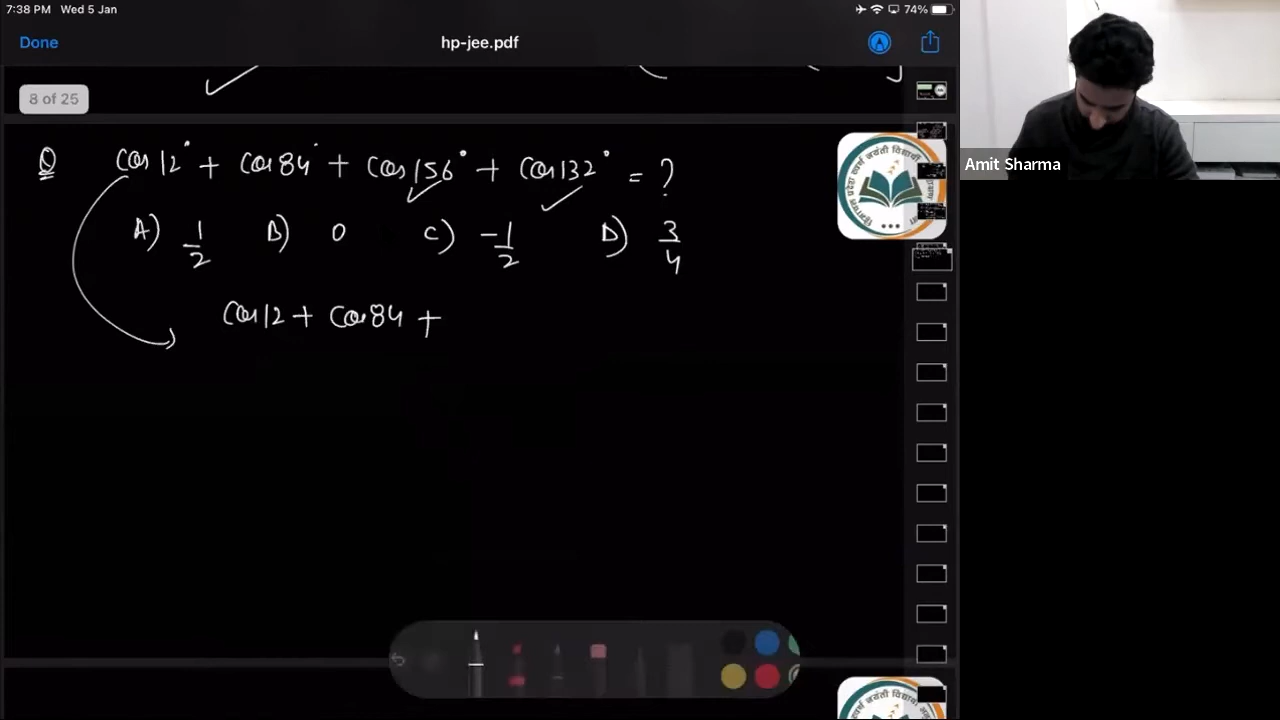 7:38 PM Wed 5 Jan
74%
Done
hp-jee.pdf
8 of 25
Q cos 12° + cos 84° + cos 156° + cos 132° = ?
A) 1/2 B) 0 C) -1/2 D) 3/4
cos 12 + cos 84 +
Amit Sharma